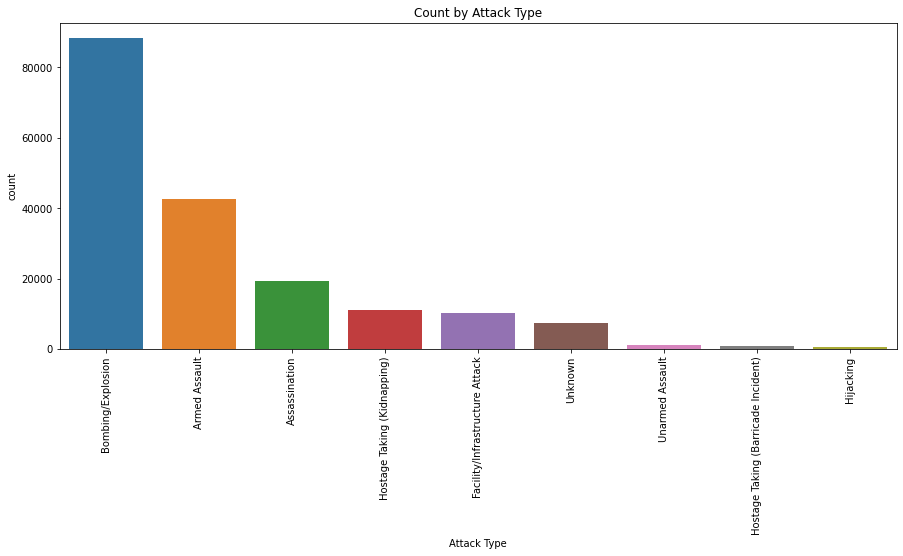 Count by Attack Type
count
80000
60000
40000
20000
0
Bombing/Explosion
Armed Assault
Assassination
Hostage Taking (Kidnapping)
Facility/Infrastructure Attack
Unknown
Unarmed Assault
Hostage Taking (Barricade Incident)
Hijacking
Attack Type